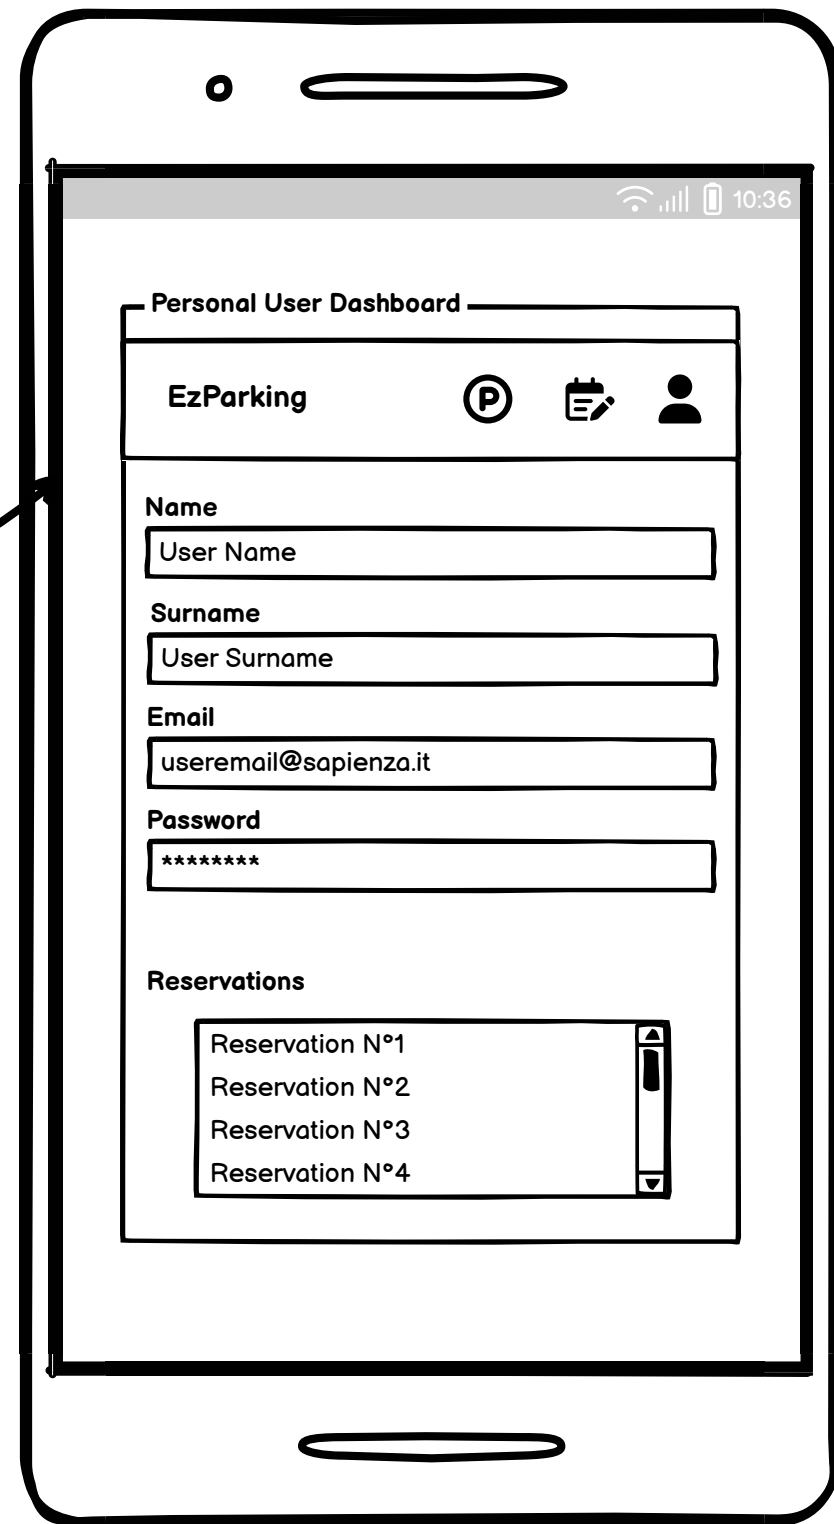 10:36
Personal User Dashboard
EzParking
P
Name
User Name
Surname
User Surname
Email
useremail@sapienza.it
Password
********
Reservations
Reservation N°1
Reservation N°2
Reservation N°3
Reservation N°4